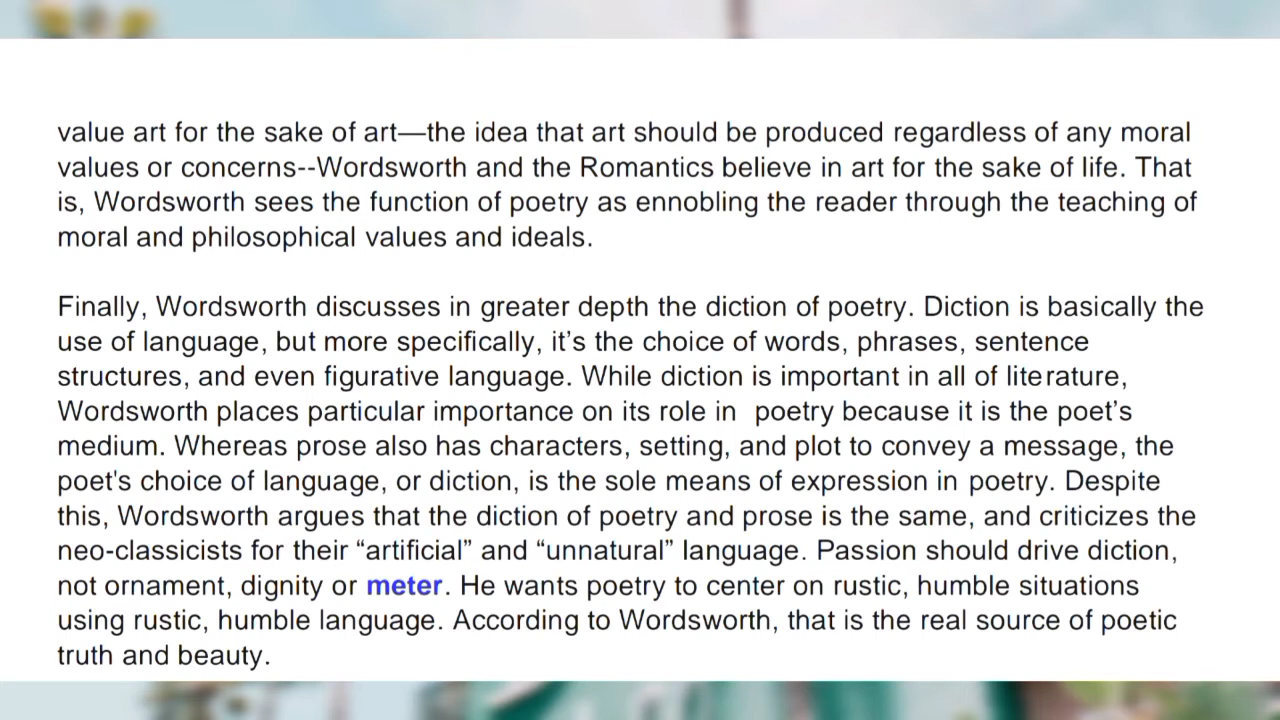 value art for the sake of art—the idea that art should be produced regardless of any moral
values or concerns--Wordsworth and the Romantics believe in art for the sake of life. That
is, Wordsworth sees the function of poetry as ennobling the reader through the teaching of
moral and philosophical values and ideals.
Finally, Wordsworth discusses in greater depth the diction of poetry. Diction is basically the
use of language, but more specifically, it’s the choice of words, phrases, sentence
structures, and even figurative language. While diction is important in all of literature,
Wordsworth places particular importance on its role in poetry because it is the poet’s
medium. Whereas prose also has characters, setting, and plot to convey a message, the
poet's choice of language, or diction, is the sole means of expression in poetry. Despite
this, Wordsworth argues that the diction of poetry and prose is the same, and criticizes the
neo-classicists for their “artificial” and “unnatural” language. Passion should drive diction,
not ornament, dignity or meter. He wants poetry to center on rustic, humble situations
using rustic, humble language. According to Wordsworth, that is the real source of poetic
truth and beauty.